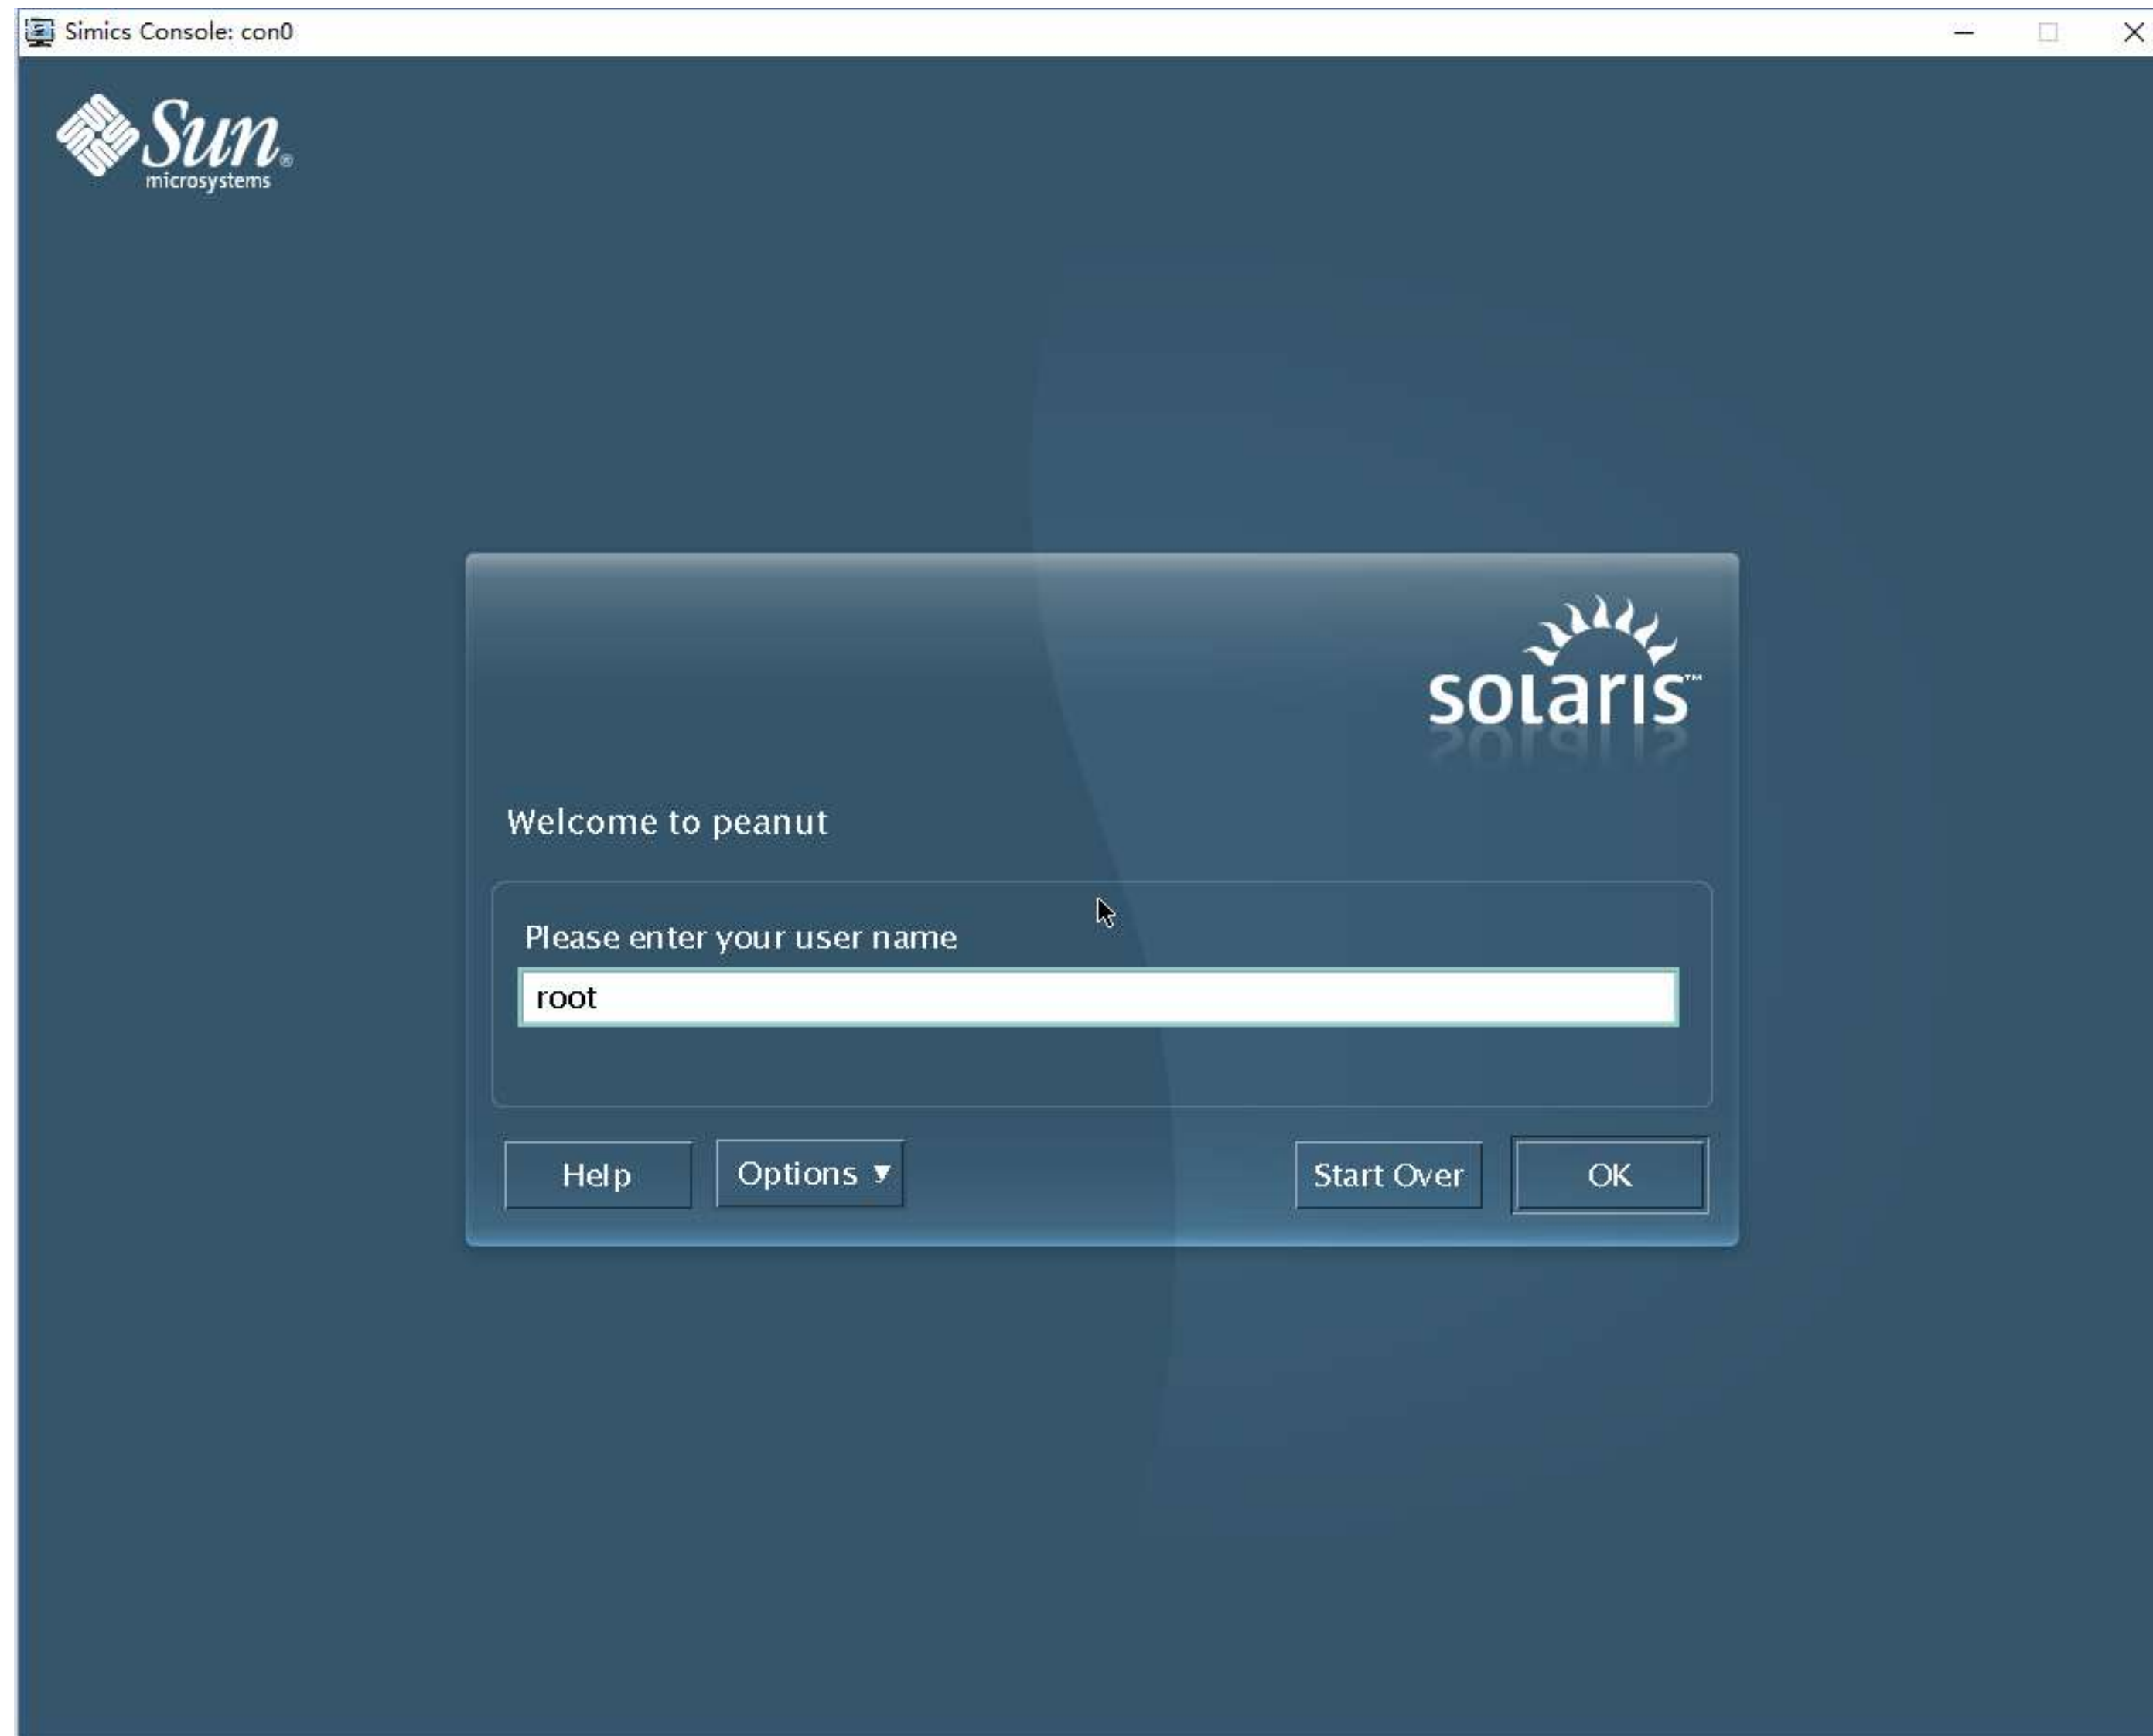 Simics Console: con0
Sun®
microsystems
solaris™
Welcome to peanut
Please enter your user name
root
Help
Options
Start Over
OK